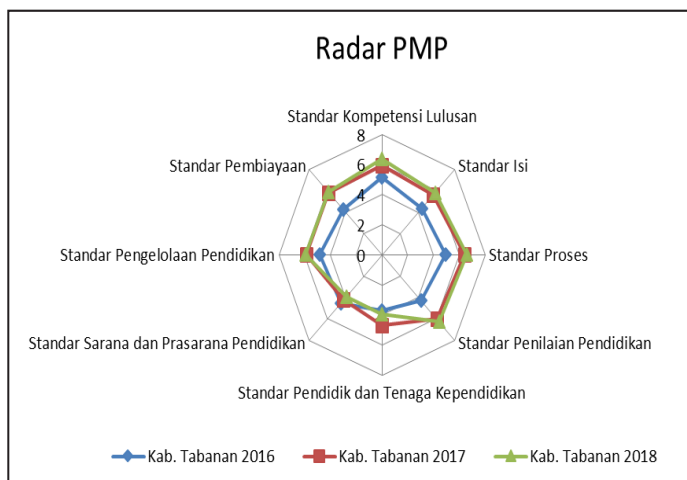 Radar PMP
Standar Kompetensi Lulusan
8
Standar Pembiayaan
6
Standar Isi
4
2
Standar Pengelolaan Pendidikan
0
Standar Proses
Standar Sarana dan Prasarana Pendidikan
Standar Penilaian Pendidikan
Standar Pendidik dan Tenaga Kependidikan
Kab. Tabanan 2016 Kab. Tabanan 2017 Kab. Tabanan 2018